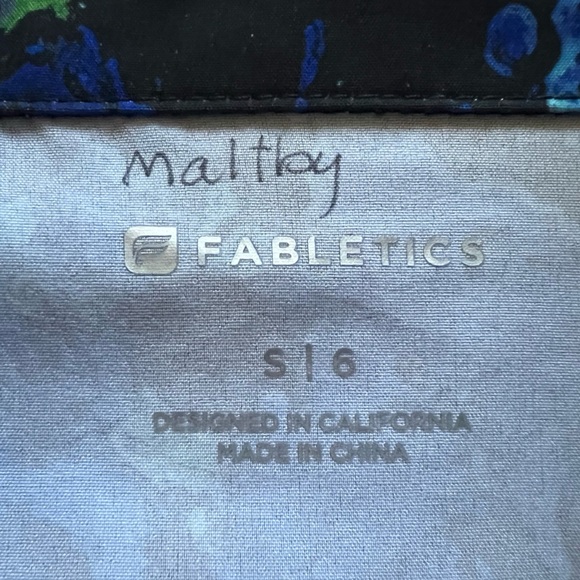 Maltby
FABLETICS
S | 6
DESIGNED IN CALIFORNIA
MADE IN CHINA